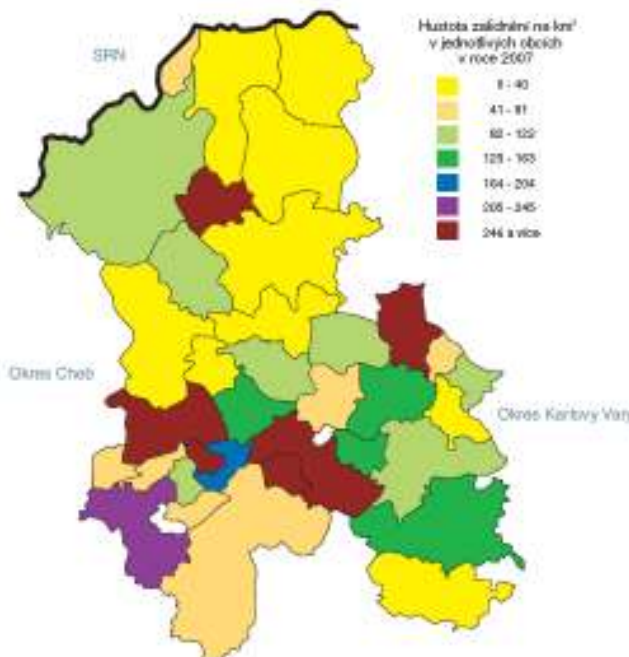 SRN
Hustota zalidnění na km²
v jednotlivých obcích
v roce 2007
0 - 40
41 - 81
82 - 122
123 - 163
164 - 204
205 - 245
246 a více
Okres Cheb
Okres Karlovy Vary